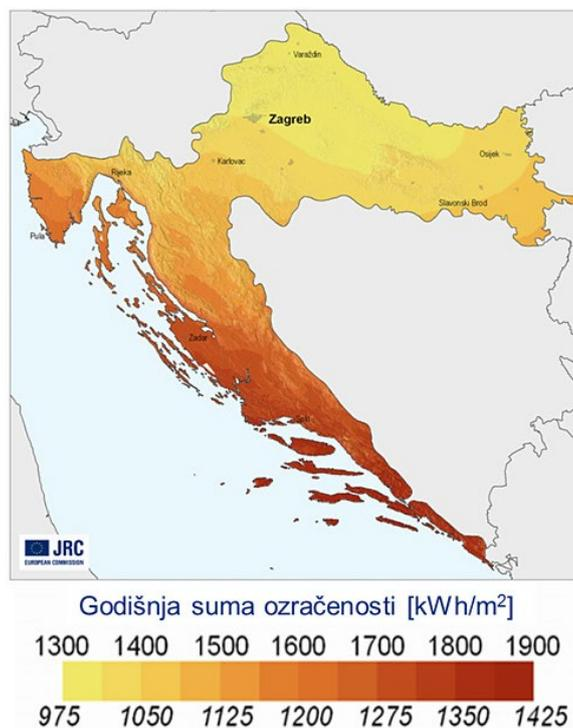 Varaždin
Zagreb
Karlovac
Osijek
Rijeka
Slavonski Brod
Pula
Zadar
Split
JRC
EUROPEAN COMMISSION
Godišnja suma ozračenosti [kWh/m²]
1300 1400 1500 1600 1700 1800 1900
975 1050 1125 1200 1275 1350 1425